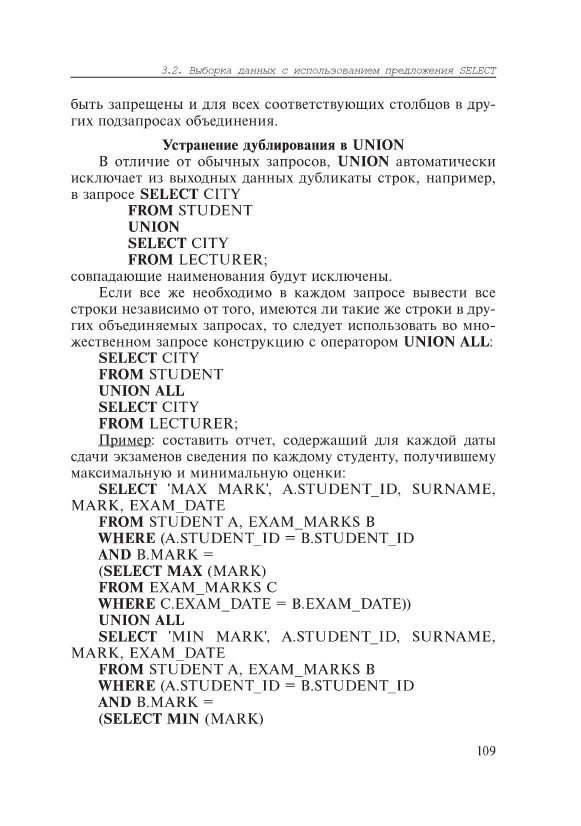 3.2. Выборка данных с использованием предложения SELECT
быть запрещены и для всех соответствующих столбцов в дру-
гих подзапросах объединения.
Устранение дублирования в UNION
В отличие от обычных запросов, UNION автоматически
исключает из выходных данных дубликаты строк, например,
в запросе SELECT CITY
FROM STUDENT
UNION
SELECT CITY
FROM LECTURER;
совпадающие наименования будут исключены.
Если все же необходимо в каждом запросе вывести все
строки независимо от того, имеются ли такие же строки в дру-
гих объединяемых запросах, то следует использовать во мно-
жественном запросе конструкцию с оператором UNION ALL:
SELECT CITY
FROM STUDENT
UNION ALL
SELECT CITY
FROM LECTURER;
Пример: составить отчет, содержащий для каждой даты
сдачи экзаменов сведения по каждому студенту, получившему
максимальную и минимальную оценки:
SELECT 'MAX MARK', A.STUDENT_ID, SURNAME,
MARK, EXAM_DATE
FROM STUDENT A, EXAM_MARKS B
WHERE (A.STUDENT_ID = B.STUDENT_ID
AND B.MARK =
(SELECT MAX (MARK)
FROM EXAM_MARKS C
WHERE C.EXAM_DATE = B.EXAM_DATE))
UNION ALL
SELECT 'MIN MARK', A.STUDENT_ID, SURNAME,
MARK, EXAM_DATE
FROM STUDENT A, EXAM_MARKS B
WHERE (A.STUDENT_ID = B.STUDENT_ID
AND B.MARK =
(SELECT MIN (MARK)
109